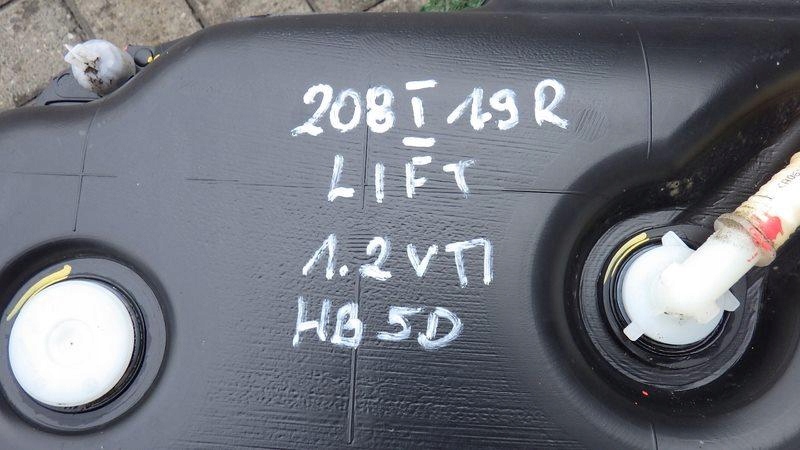 208 I 19R
LIFT
1.2 VTI
HB 5D